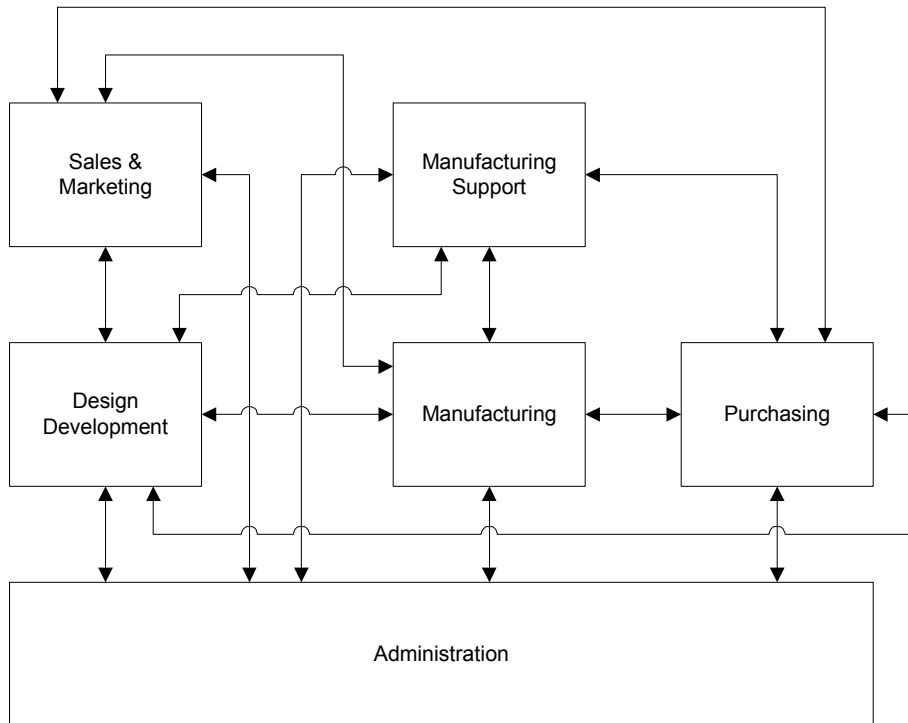 Sales &
Marketing
Manufacturing
Support
Design
Development
Manufacturing
Purchasing
Administration